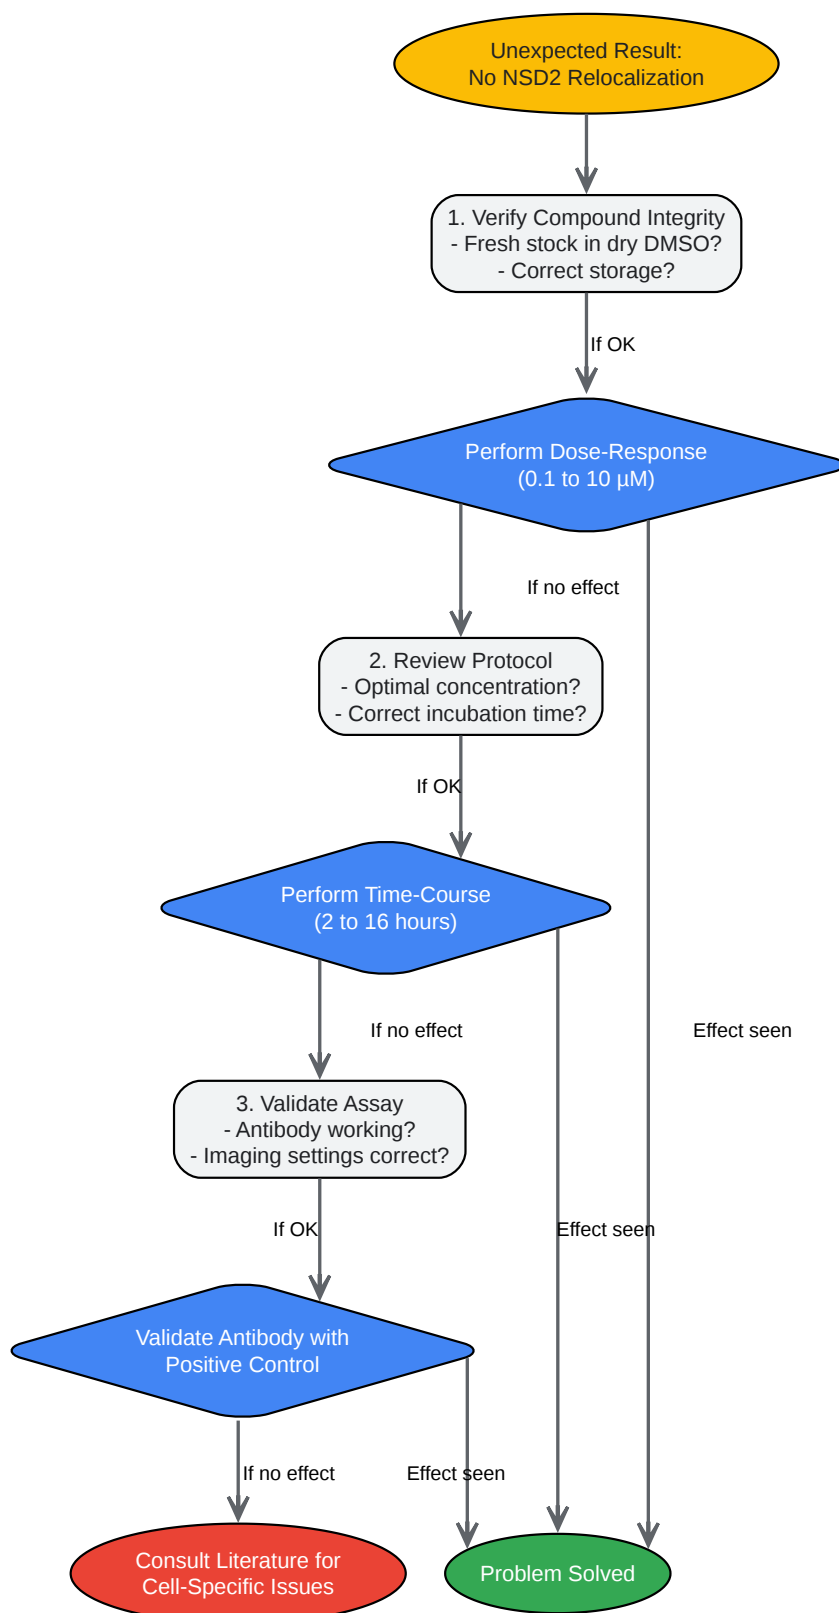 Unexpected Result:
No NSD2 Relocalization
1. Verify Compound Integrity
- Fresh stock in dry DMSO?
- Correct storage?
If OK
Perform Dose-Response
(0.1 to 10 µM)
If no effect
2. Review Protocol
- Optimal concentration?
- Correct incubation time?
If OK
Perform Time-Course
(2 to 16 hours)
If no effect
Effect seen
3. Validate Assay
- Antibody working?
- Imaging settings correct?
If OK
Effect seen
Validate Antibody with
Positive Control
If no effect
Effect seen
Consult Literature for
Cell-Specific Issues
Problem Solved